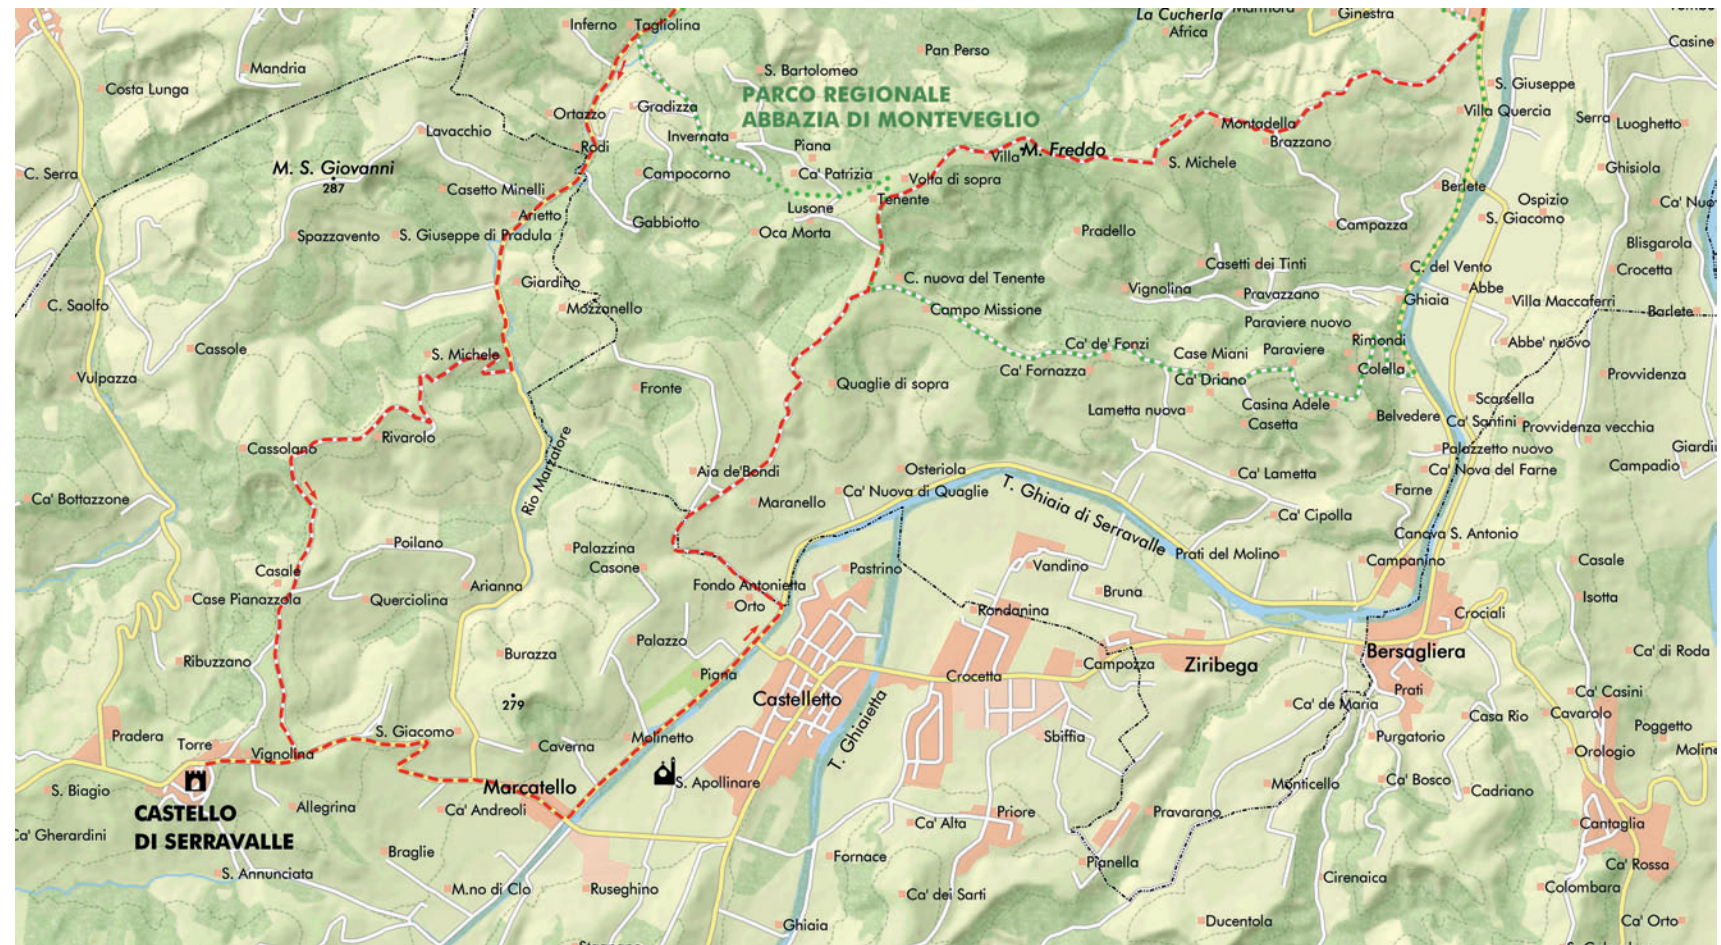 Inferno
Tagliolina
La Cucherla
Africa
Ginestra
Casine
Mandria
Pan Perso
Costa Lunga
S. Bartolomeo
S. Giuseppe
PARCO REGIONALE
ABBAZIA DI MONTEVEGLIO
Ortazzo
Gradizza
Villa Quercia
Serra
Luoghetto
Lavacchio
Invernata
Montadella
Rodi
Piana
Villa
M. Freddo
Brazzano
M. S. Giovanni
287
C. Serra
Campocorno
Ca' Patrizia
Volta di sopra
S. Michele
Ghisiola
Casetto Minelli
Berlete
Tenente
Ospizio
Arietto
Lusone
S. Giacomo
Gabbiotto
Oca Morta
Pradello
Campazza
Spazzavento
S. Giuseppe di Pradula
Blisgarola
Casetti dei Tinti
C. del Vento
Crocetta
Giardino
C. nuova del Tenente
Vignolina
Pravazzano
Abbe
Ghiaia
Villa Maccaferri
C. Saolfo
Mozzanello
Campo Missione
Barlete
Paraviere nuovo
Cassole
S. Michele
Ca' de' Fonzi
Case Miani
Paraviere
Rimondi
Abbe' nuovo
Vulpazza
Fronte
Quaglie di sopra
Ca' Fornazza
Ca' Driano
Colella
Provvidenza
Lametta nuova
Casina Adele
Casetta
Belvedere
Scarsella
Ca' Santini
Provvidenza vecchia
Cassolano
Rivarolo
Rio Marzatore
Palazzetto nuovo
Aia de'Bondi
Osteriola
Ca' Lametta
Ca' Nova del Farne
Campadio
Ca' Bottazzone
Maranello
Ca' Nuova di Quaglie
T. Ghiaia di Serravalle
Farne
Ca' Cipolla
Poilano
Palazzina
Casone
Prati del Molino
Canova S. Antonio
Casale
Pastrino
Vandino
Campanino
Casale
Arianna
Fondo Antonietta
Case Pianazzola
Querciolina
Orto
Rondanina
Bruna
Isotta
Crociali
Palazzo
Ribuzzano
Burazza
Piana
Crocetta
Campozza
Ziribega
Bersagliera
Ca' di Roda
279
Castelletto
T. Ghiaietta
Ca' de Maria
Prati
Ca' Casini
Casa Rio
Cavarolo
Poggetto
Pradera
Torre
Vignolina
S. Giacomo
Caverna
Molinetto
Sbiffia
Purgatorio
Orologio
S. Biagio
Marcatello
S. Apollinare
Monticello
Ca' Bosco
Cadriano
CASTELLO
DI SERRAVALLE
Allegrina
Ca' Andreoli
Ca' Alta
Priore
Pravarano
Cantaglia
Ca' Gherardini
Braglie
Fornace
Pianella
Ca' Rossa
S. Annunciata
M.no di Clo
Ruseghino
Ca' dei Sarti
Cirenaica
Colombara
Ghiaia
Ducentola
Ca' Orto